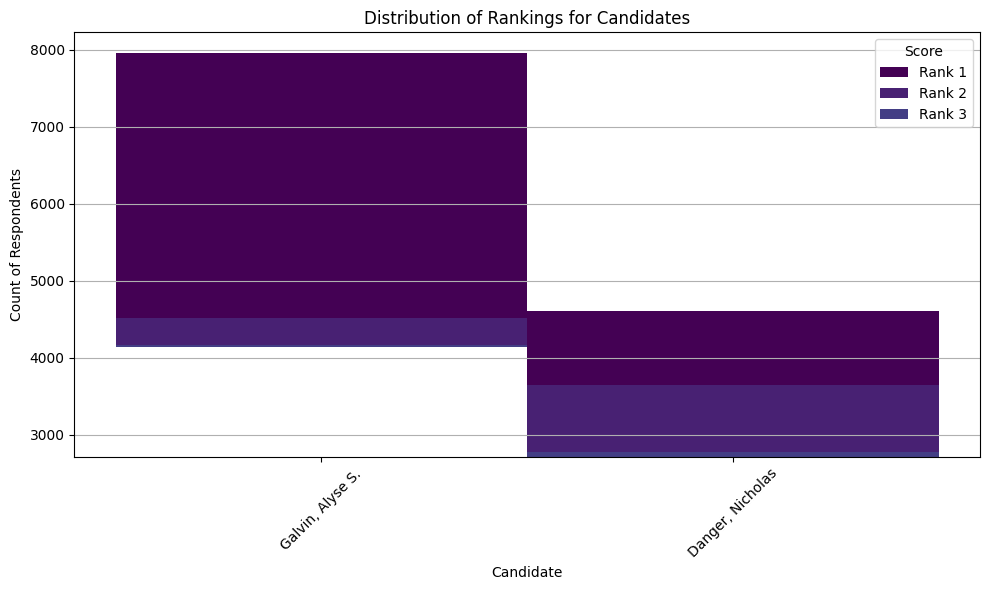 Distribution of Rankings for Candidates
Count of Respondents
8000
7000
6000
5000
4000
3000
Score
Rank 1
Rank 2
Rank 3
Galvin, Alyse S.
Danger, Nicholas
Candidate